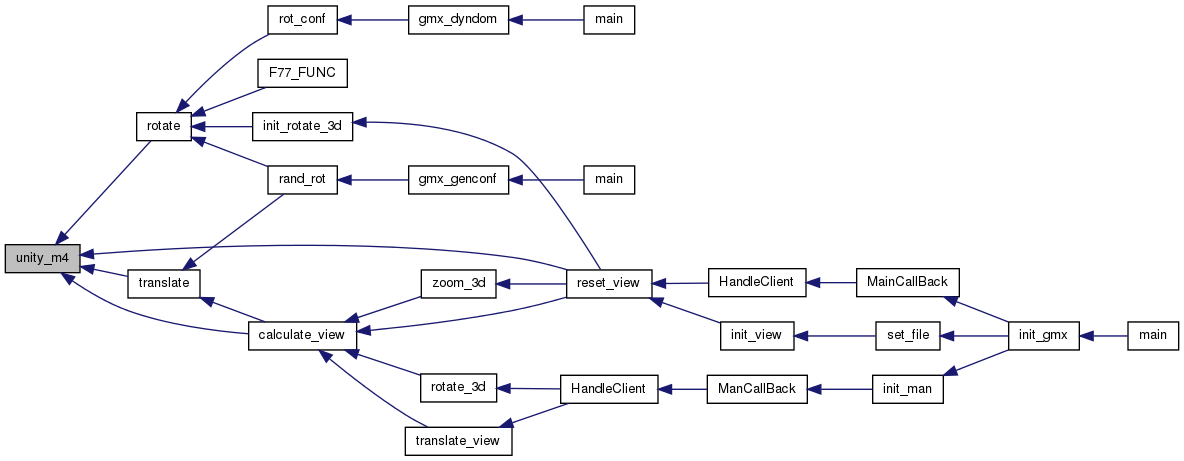 rot_conf
gmx_dyndom
main
F77_FUNC
rotate
init_rotate_3d
rand_rot
gmx_genconf
main
unity_m4
translate
zoom_3d
reset_view
HandleClient
MainCallBack
calculate_view
init_view
set_file
init_gmx
main
rotate_3d
HandleClient
ManCallBack
init_man
translate_view